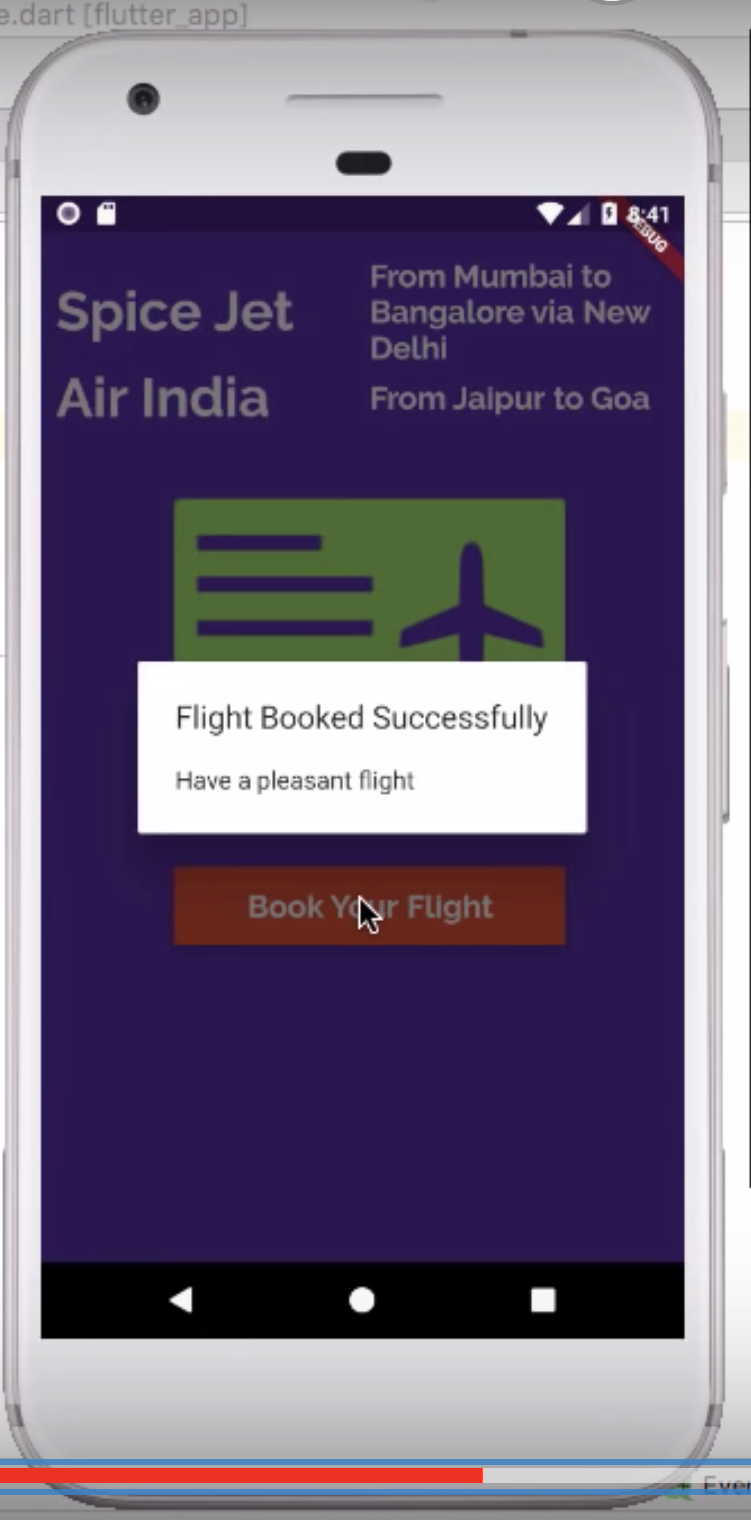 e.dart [flutter_app]
8:41
DEBUG
Spice Jet
From Mumbai to
Bangalore via New
Delhi
Air India
From Jaipur to Goa
Flight Booked Successfully
Have a pleasant flight
Book Your Flight